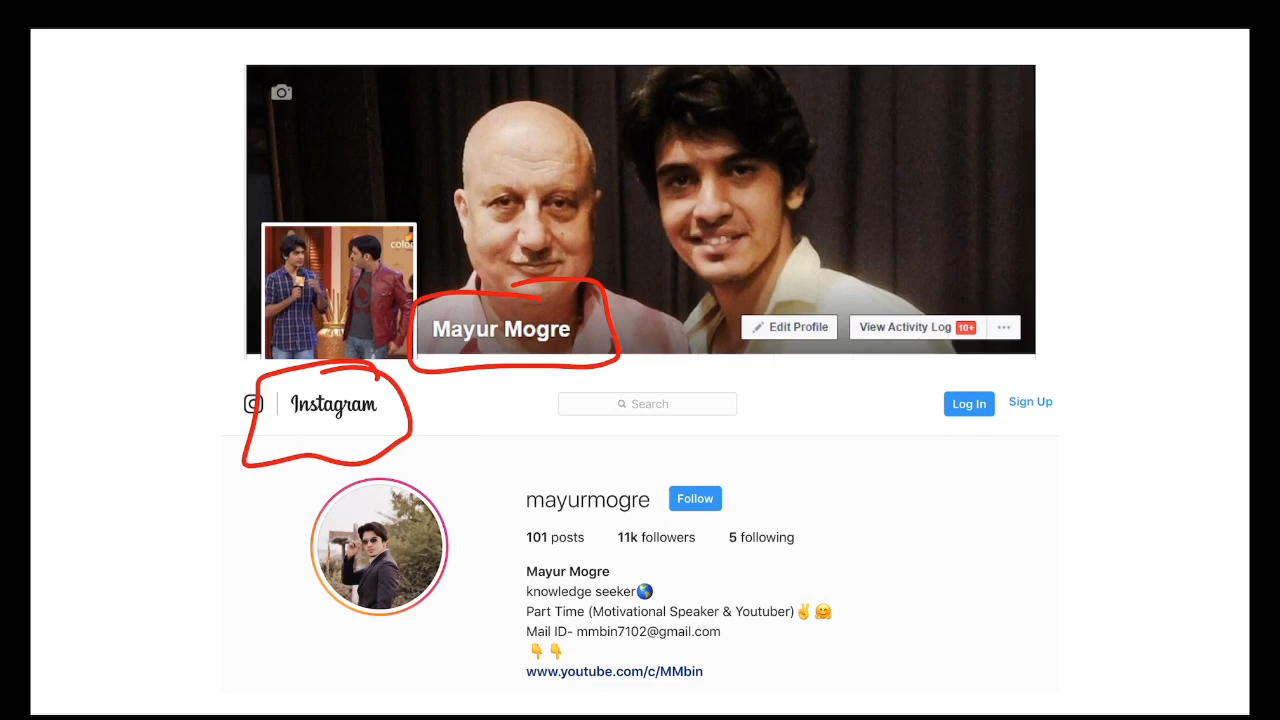 colo
Mayur Mogre
Edit Profile
View Activity Log 10+
Instagram
Search
Log In
Sign Up
mayurmogre
Follow
101 posts 11k followers 5 following
Mayur Mogre
knowledge seeker🌎
Part Time (Motivational Speaker & Youtuber)✌️🤗
Mail ID- mmbin7102@gmail.com
👇👇
www.youtube.com/c/MMbin